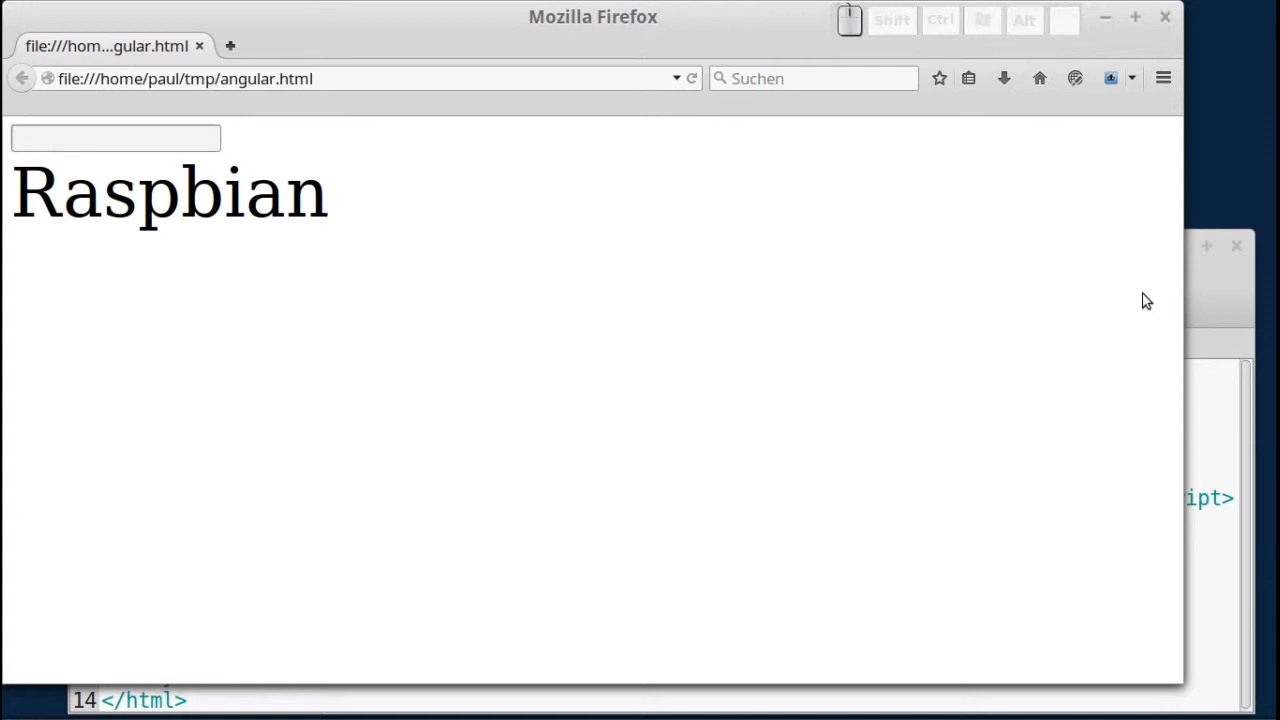 Mozilla Firefox
Shift Ctrl Alt
file:///hom...gular.html
file:///home/paul/tmp/angular.html
Suchen
Raspbian
ipt>
14 </html>